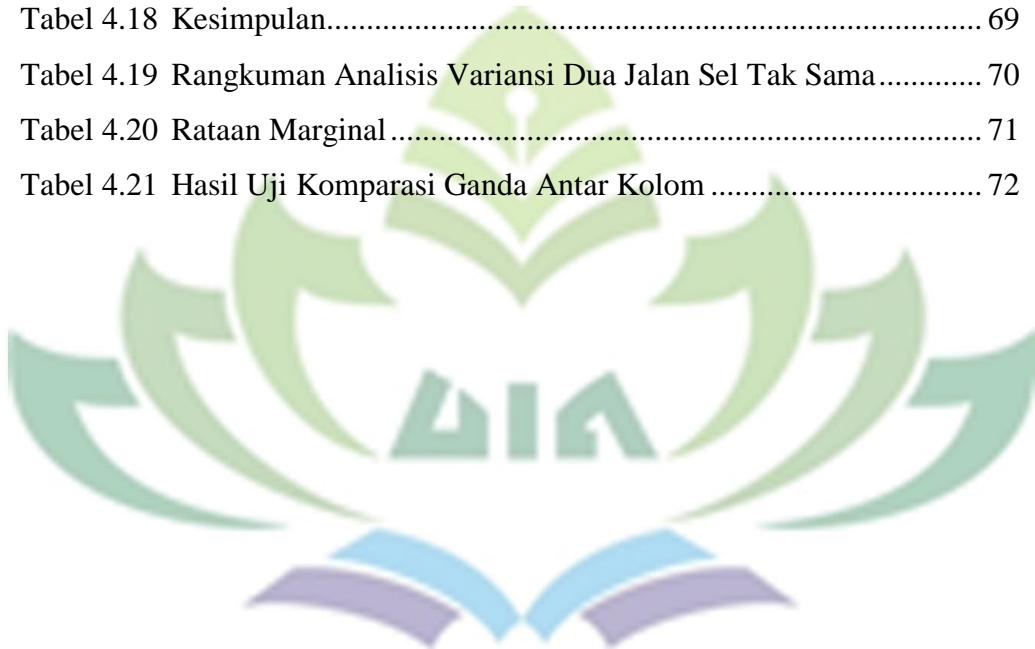 Tabel 4.18 Kesimpulan.......................................................................... 69
Tabel 4.19 Rangkuman Analisis Variansi Dua Jalan Sel Tak Sama............. 70
Tabel 4.20 Rataan Marginal................................................................... 71
Tabel 4.21 Hasil Uji Komparasi Ganda Antar Kolom............................... 72
UIN